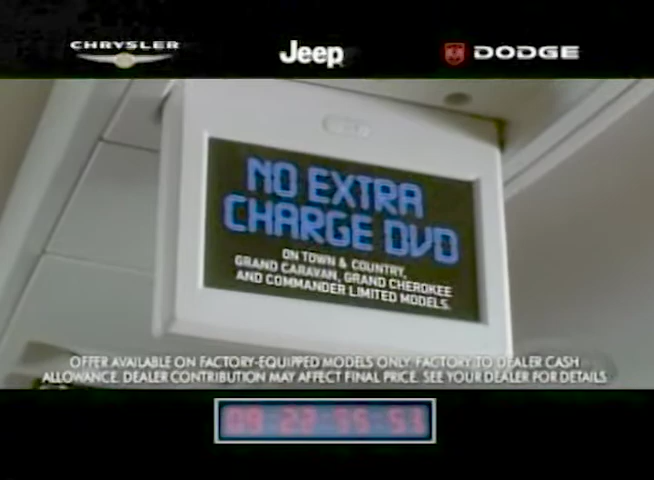 CHRYSLER
Jeep
DODGE
NO EXTRA
CHARGE DVD
ON TOWN & COUNTRY,
GRAND CARAVAN, GRAND CHEROKEE
AND COMMANDER LIMITED MODELS.
OFFER AVAILABLE ON FACTORY-EQUIPPED MODELS ONLY. FACTORY TO DEALER CASH
ALLOWANCE. DEALER CONTRIBUTION MAY AFFECT FINAL PRICE. SEE YOUR DEALER FOR DETAILS.